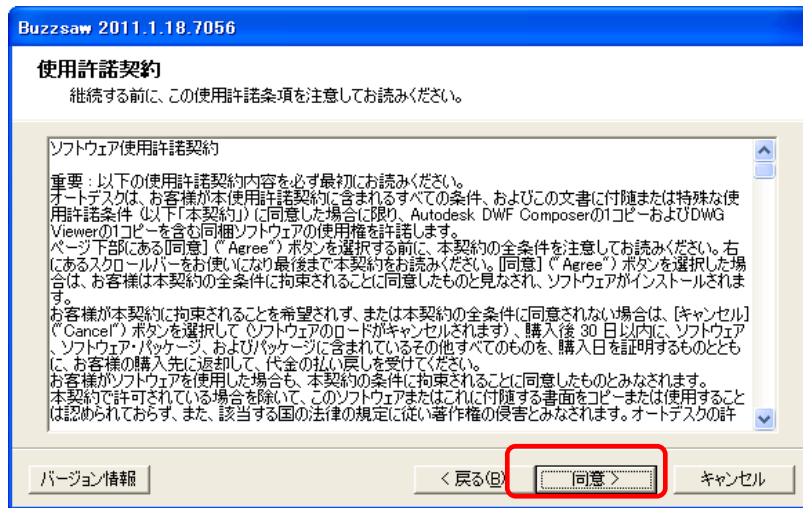 Buzzsaw 2011.1.18.7056
使用許諾契約
継続する前に、この使用許諾条項を注意してお読みください。
ソフトウェア使用許諾契約
重要 : 以下の使用許諾契約内容を必ず最初にお読みください。
オートデスクは、お客様が本使用許諾契約に含まれるすべての条件、およびこの文書に付随または特殊な使
用許諾条件 (以下「本契約」) に同意した場合に限り、Autodesk DWF Composerの1コピーおよびDWG
Viewerの1コピーを含む同梱ソフトウェアの使用権を許諾します。
ページ下部にある[同意] (“Agree”) ボタンを選択する前に、本契約の全条件を注意してお読みください。右
にあるスクロールバーをお使いになり最後まで本契約をお読みください。[同意] (“Agree”) ボタンを選択した場
合は、お客様は本契約の全条件に拘束されることに同意したものと見なされ、ソフトウェアがインストールされま
す。
お客様が本契約に拘束されることを希望されず、または本契約の全条件に同意されない場合は、[キャンセル]
(“Cancel”) ボタンを選択して (ソフトウェアのロードがキャンセルされます) 、購入後 30 日以内に、ソフトウェア
、ソフトウェア・パッケージ、およびパッケージに含まれているその他すべてのものを、購入日を証明するものととも
に、お客様の購入先に返却して、代金の払い戻しを受けてください。
お客様がソフトウェアを使用した場合も、本契約の条件に拘束されることに同意したものとみなされます。
本契約で許可されている場合を除いて、このソフトウェアまたはこれに付随する書面をコピーまたは使用すること
は認められておらず、また、該当する国の法律の規定に従い著作権の侵害とみなされます。オートデスクの許
バージョン情報
< 戻る(B)
同意 >
キャンセル